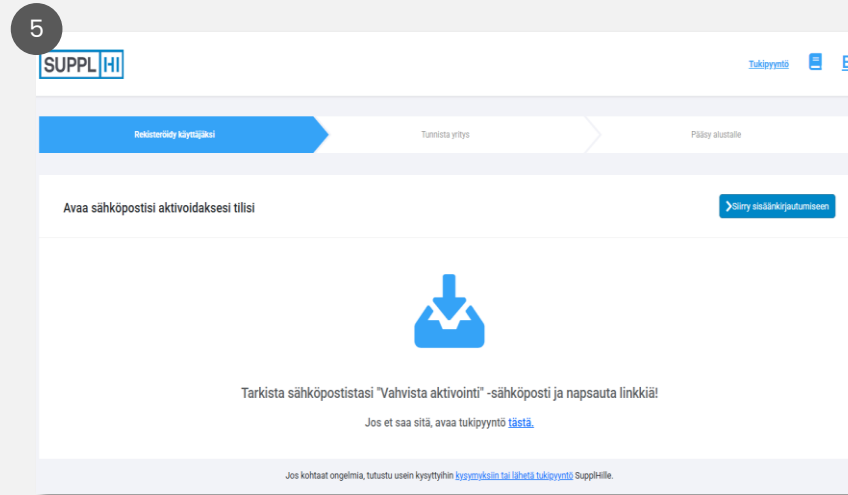 5
SUPPLHI
Tukipyyntö
Rekisteröidy käyttäjäksi
Tunnista yritys
Pääsy alustalle
Avaa sähköpostisi aktivoidaksesi tilisi
Siirry sisäänkirjautumiseen
Tarkista sähköpostistasi "Vahvista aktivointi" -sähköposti ja napsauta linkkiä!
Jos et saa sitä, avaa tukipyyntö tästä.
Jos kohtaat ongelmia, tutustu usein kysyttyihin kysymyksiin tai lähetä tukipyyntö SupplHIlle.